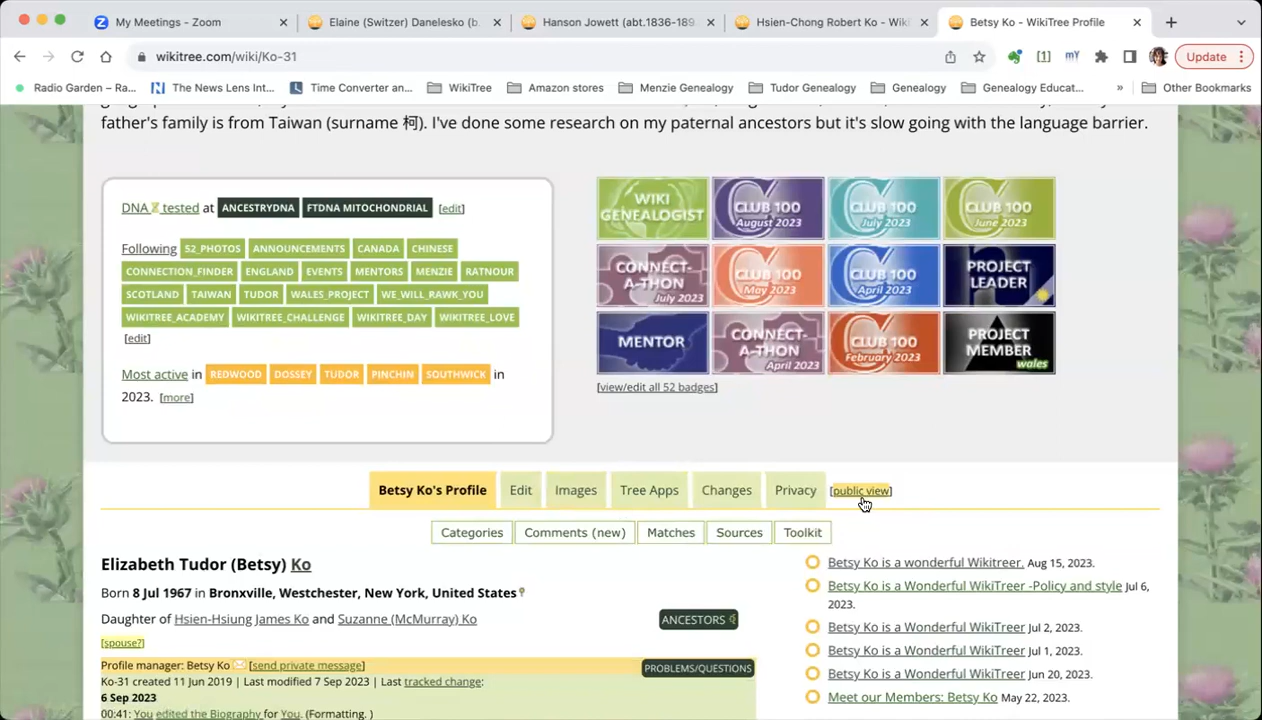 My Meetings - Zoom
Elaine (Switzer) Danelesko (b.
Hanson Jowett (abt.1836-189
Hsien-Chong Robert Ko - Wiki
Betsy Ko - WikiTree Profile
wikitree.com/wiki/Ko-31
Update
Radio Garden – Ra...
The News Lens Int...
Time Converter an...
WikiTree
Amazon stores
Menzie Genealogy
Tudor Genealogy
Genealogy
Genealogy Educat...
»
Other Bookmarks
father's family is from Taiwan (surname 柯). I've done some research on my paternal ancestors but it's slow going with the language barrier.
DNA tested at ANCESTRYDNA FTDNA MITOCHONDRIAL [edit]
Following 52_PHOTOS ANNOUNCEMENTS CANADA CHINESE
CONNECTION_FINDER ENGLAND EVENTS MENTORS MENZIE RATNOUR
SCOTLAND TAIWAN TUDOR WALES_PROJECT WE_WILL_RAWK_YOU
WIKITREE_ACADEMY WIKITREE_CHALLENGE WIKITREE_DAY WIKITREE_LOVE
[edit]
Most active in REDWOOD DOSSEY TUDOR PINCHIN SOUTHWICK in
2023. [more]
WIKI GENEALOGIST
CLUB 100 August 2023
CLUB 100 July 2023
CLUB 100 June 2023
CONNECT-A-THON July 2023
CLUB 100 May 2023
CLUB 100 April 2023
PROJECT LEADER
MENTOR
CONNECT-A-THON April 2023
CLUB 100 February 2023
PROJECT MEMBER wales
[view/edit all 52 badges]
Betsy Ko's Profile
Edit
Images
Tree Apps
Changes
Privacy
[public view]
Categories
Comments (new)
Matches
Sources
Toolkit
Elizabeth Tudor (Betsy) Ko
Born 8 Jul 1967 in Bronxville, Westchester, New York, United States
Daughter of Hsien-Hsiung James Ko and Suzanne (McMurray) Ko
ANCESTORS
[spouse?]
Profile manager: Betsy Ko [send private message]
PROBLEMS/QUESTIONS
Ko-31 created 11 Jun 2019 | Last modified 7 Sep 2023 | Last tracked change:
6 Sep 2023
00:41: You edited the Biography for You. (Formatting. )
Betsy Ko is a wonderful Wikitreer. Aug 15, 2023.
Betsy Ko is a Wonderful WikiTreer -Policy and style Jul 6,
2023.
Betsy Ko is a Wonderful WikiTreer Jul 2, 2023.
Betsy Ko is a Wonderful WikiTreer Jul 1, 2023.
Betsy Ko is a Wonderful WikiTreer Jun 20, 2023.
Meet our Members: Betsy Ko May 22, 2023.